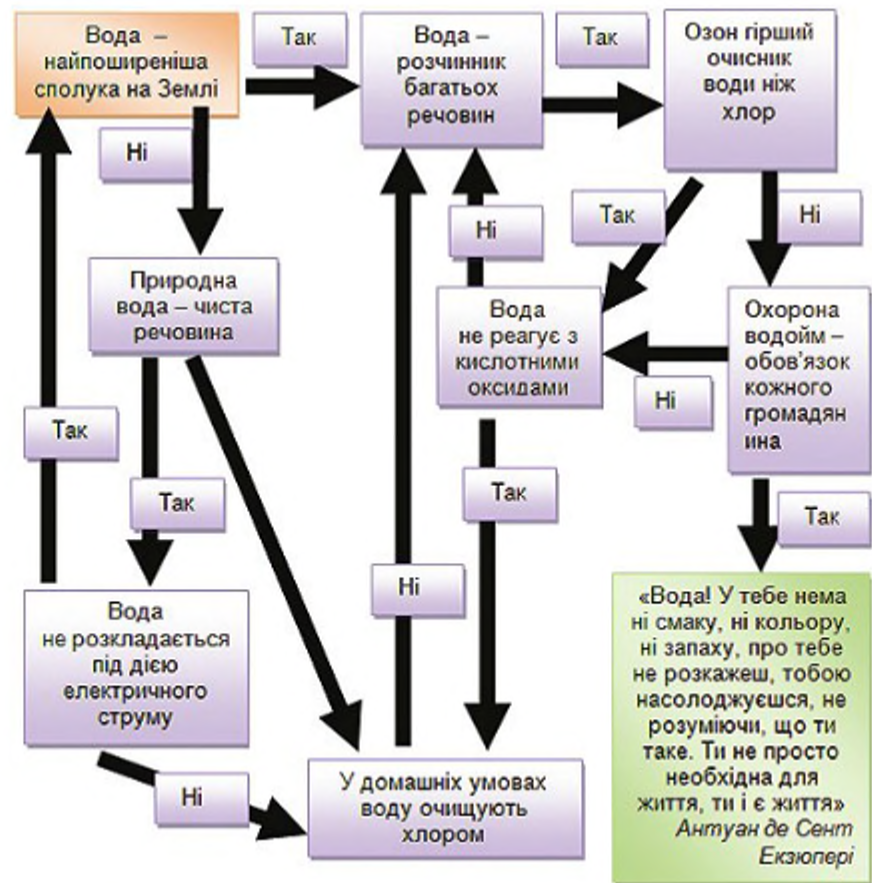 Вода –
найпоширеніша
сполука на Землі
Так
Вода –
розчинник
багатьох
речовин
Так
Озон гірший
очисник
води ніж
хлор
Ні
Ні
Так
Ні
Природна
вода – чиста
речовина
Вода
не реагує з
кислотними
оксидами
Охорона
водойм –
обов'язок
кожного
громадян
ина
Ні
Так
Так
Так
Так
Ні
Вода
не розкладається
під дією
електричного
струму
«Вода! У тебе нема
ні смаку, ні кольору,
ні запаху, про тебе
не розкажеш, тобою
насолоджуєшся, не
розуміючи, що ти
таке. Ти не просто
необхідна для
життя, ти і є життя»
Антуан де Сент
Екзюпері
Ні
У домашніх умовах
воду очищують
хлором